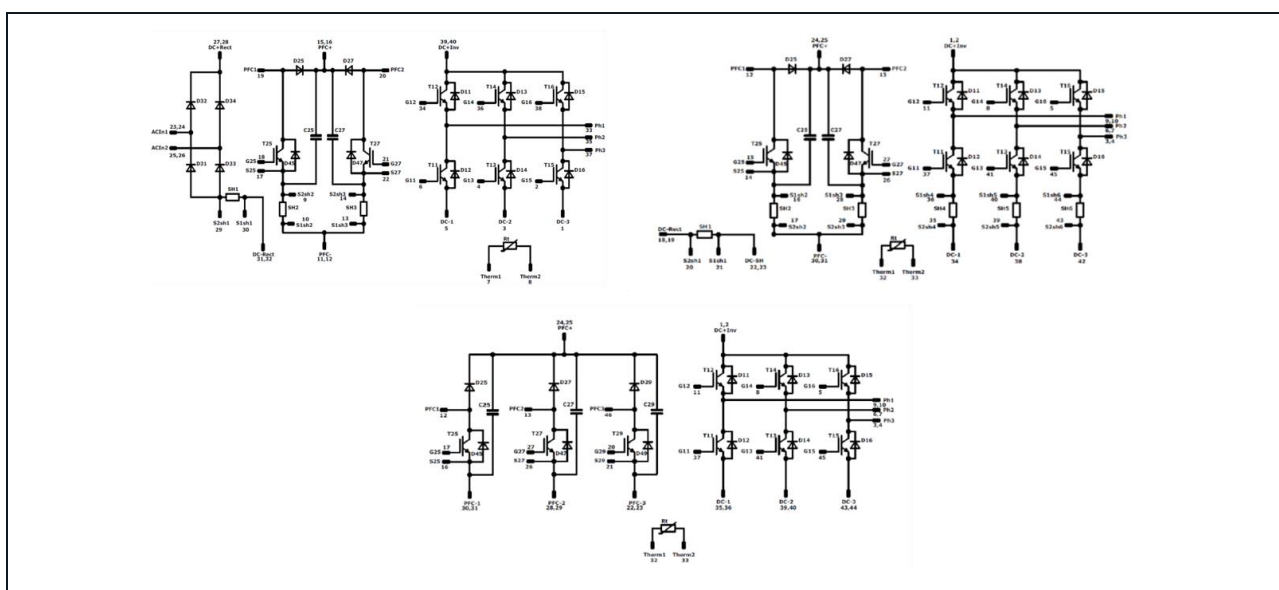 27,28
DC+Rect
15,16
PFC+
39,40
DC+Inv
PFC1
19
D25
D27
PFC2
20
T12
D11
T14
D13
T16
D15
G12
34
G14
36
G16
38
D32
D34
23,24
ACIn1
ACIn2
25,26
D31
D33
C25
C27
T25
18
G25
D45
S25
17
T27
21
G27
D47
S27
22
Ph1
33
Ph2
35
Ph3
37
T11
D12
T13
D14
T15
D16
G11
6
G13
4
G15
2
SH1
S2sh1
29
S1sh1
30
DC-Rect
31,32
S2sh2
9
SH2
10
S1sh2
S2sh3
14
SH3
13
S1sh3
PFC-
11,12
DC-1
5
DC-2
3
DC-3
1
Rt
Therm1
7
Therm2
8
24,25
PFC+
1,2
DC+Inv
PFC1
12
D25
D27
PFC2
13
T12
D11
T14
D13
D15
G12
11
G14
8
5
C25
C27
15
G25
S25
14
T27
27
G27
D47
S27
26
Ph1
9,10
Ph2
6,7
Ph3
3,4
T11
D12
D14
T15
G11
37
G13
41
G15
S1sh2
16
SH2
17
S2sh2
S1sh3
SH3
S2sh3
PFC-
30,31
S1sh4
36
SH4
35
S2sh4
S1sh5
40
SH5
39
S2sh5
S1sh6
44
SH6
43
S2sh6
DC-1
34
DC-2
38
DC-3
42
DC-Rect
18,19
SH1
S2sh1
20
S1sh1
21
DC-SH
22,23
Rt
Therm1
32
Therm2
33
24,25
PFC+
1,2
DC+Inv
D25
D27
PFC1
12
C25
PFC2
13
C27
PFC3
46
T12
D11
T14
D13
T16
D15
G12
11
G14
8
G16
5
Ph1
9,10
Ph2
6,7
Ph3
3,4
17
G25
S25
16
T27
27
G27
D47
S27
26
T29
20
G29
D49
S29
21
T11
D12
T13
D14
T15
D16
G11
37
G13
41
G15
45
PFC-1
30,31
PFC-2
28,29
PFC-3
22,23
DC-1
35,36
DC-2
39,40
DC-3
43,44
Rt
Therm1
32
Therm2
33